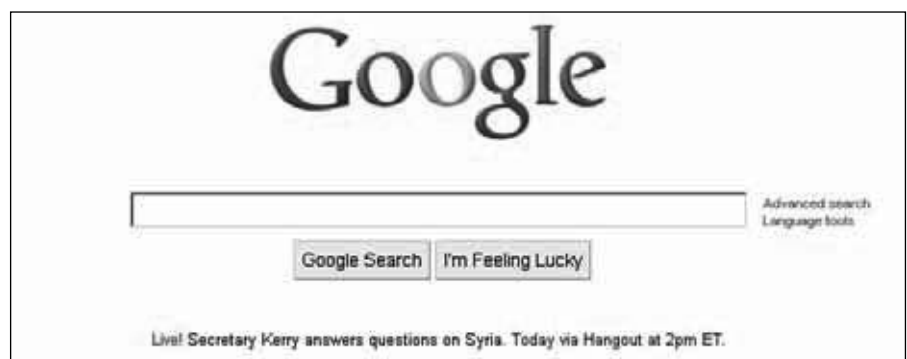 Google
Advanced search
Language tools
Google Search I'm Feeling Lucky
Live! Secretary Kerry answers questions on Syria. Today via Hangout at 2pm ET.